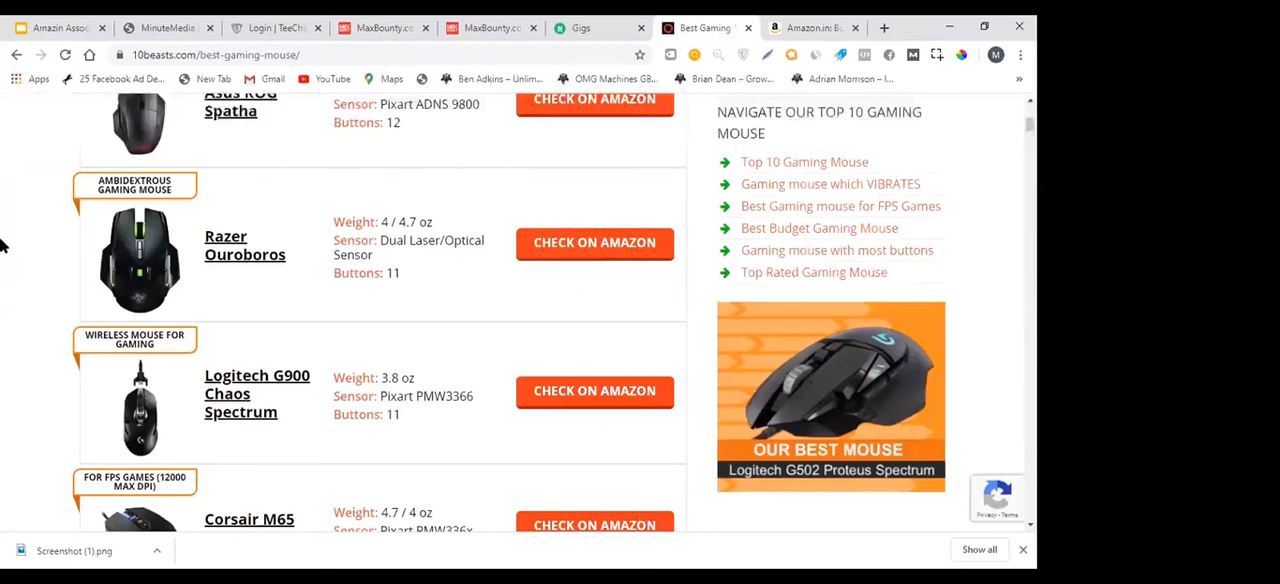 Amazin Assoc
MinuteMedia
Login | TeeChip
MaxBounty.co
MaxBounty.co
Gigs
Best Gaming
Amazon.in: B
10beasts.com/best-gaming-mouse/
M
Apps
25 Facebook Ad De...
New Tab
Gmail
YouTube
Maps
Ben Adkins – Unlim...
OMG Machines GB...
Brian Dean – Grow...
Adrian Morrison – I...
»
Asus ROG
Spatha
Sensor: Pixart ADNS 9800
Buttons: 12
CHECK ON AMAZON
AMBIDEXTROUS
GAMING MOUSE
Razer
Ouroboros
Weight: 4 / 4.7 oz
Sensor: Dual Laser/Optical
Sensor
Buttons: 11
CHECK ON AMAZON
WIRELESS MOUSE FOR
GAMING
Logitech G900
Chaos
Spectrum
Weight: 3.8 oz
Sensor: Pixart PMW3366
Buttons: 11
CHECK ON AMAZON
FOR FPS GAMES (12000
MAX DPI)
Corsair M65
Weight: 4.7 / 4 oz
Sensor: Pixart PMW336x
CHECK ON AMAZON
NAVIGATE OUR TOP 10 GAMING
MOUSE
Top 10 Gaming Mouse
Gaming mouse which VIBRATES
Best Gaming mouse for FPS Games
Best Budget Gaming Mouse
Gaming mouse with most buttons
Top Rated Gaming Mouse
OUR BEST MOUSE
Logitech G502 Proteus Spectrum
Privacy - Terms
Screenshot (1).png
Show all